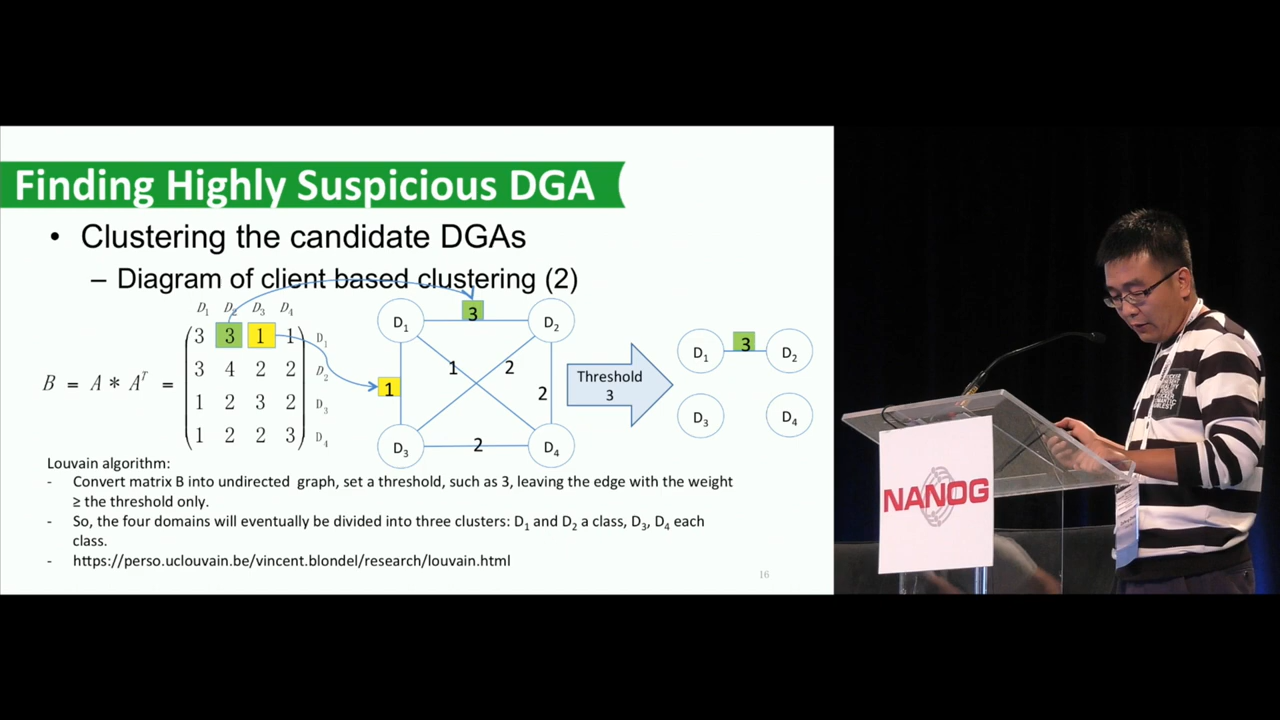 Finding Highly Suspicious DGA
• Clustering the candidate DGAs
– Diagram of client based clustering (2)
D1 D2 D3 D4
B = A * A^T =
3 3 1 1 D1
3 4 2 2 D2
1 2 3 2 D3
1 2 2 3 D4
D1 3 D2
1 1 2 2
D3 2 D4
Threshold
3
D1 3 D2
D3 D4
Louvain algorithm:
- Convert matrix B into undirected graph, set a threshold, such as 3, leaving the edge with the weight
≥ the threshold only.
- So, the four domains will eventually be divided into three clusters: D1 and D2 a class, D3, D4 each
class.
- https://perso.uclouvain.be/vincent.blondel/research/louvain.html
16
NANOG